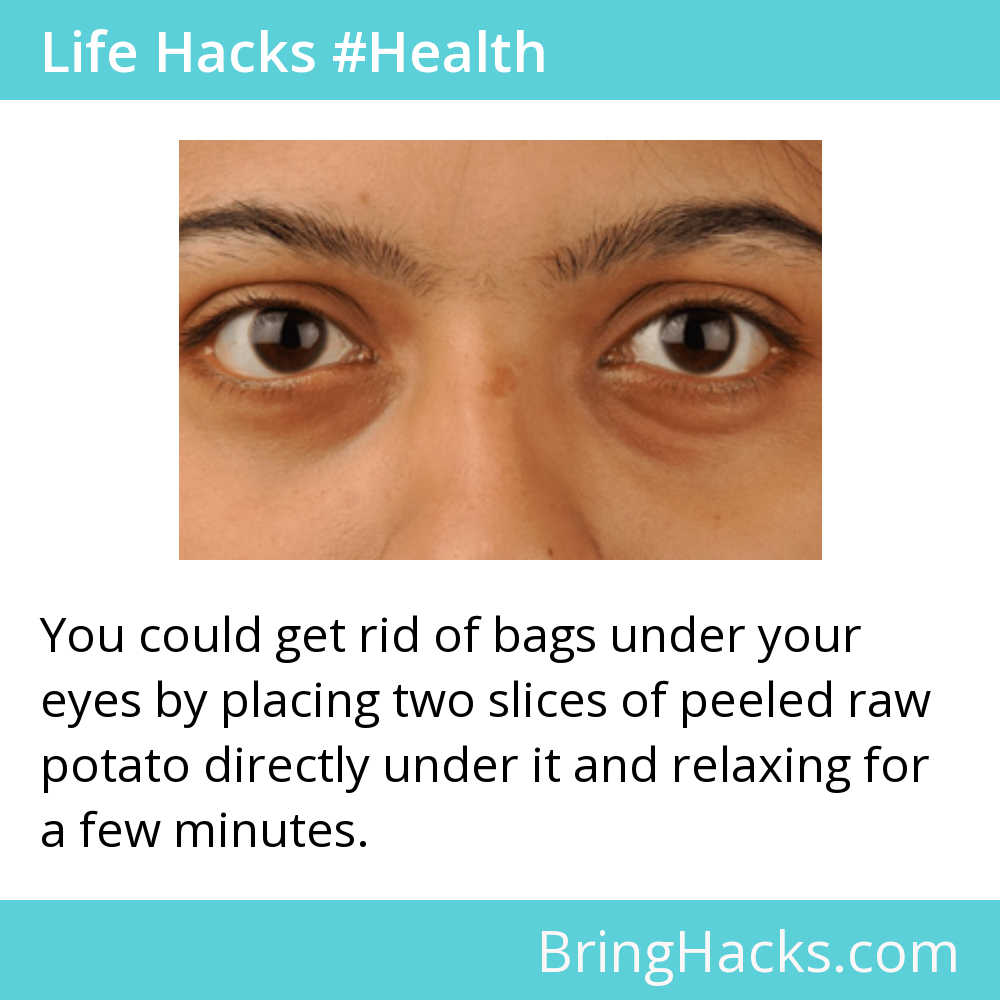 Life Hacks #Health
You could get rid of bags under your
eyes by placing two slices of peeled raw
potato directly under it and relaxing for
a few minutes.
BringHacks.com